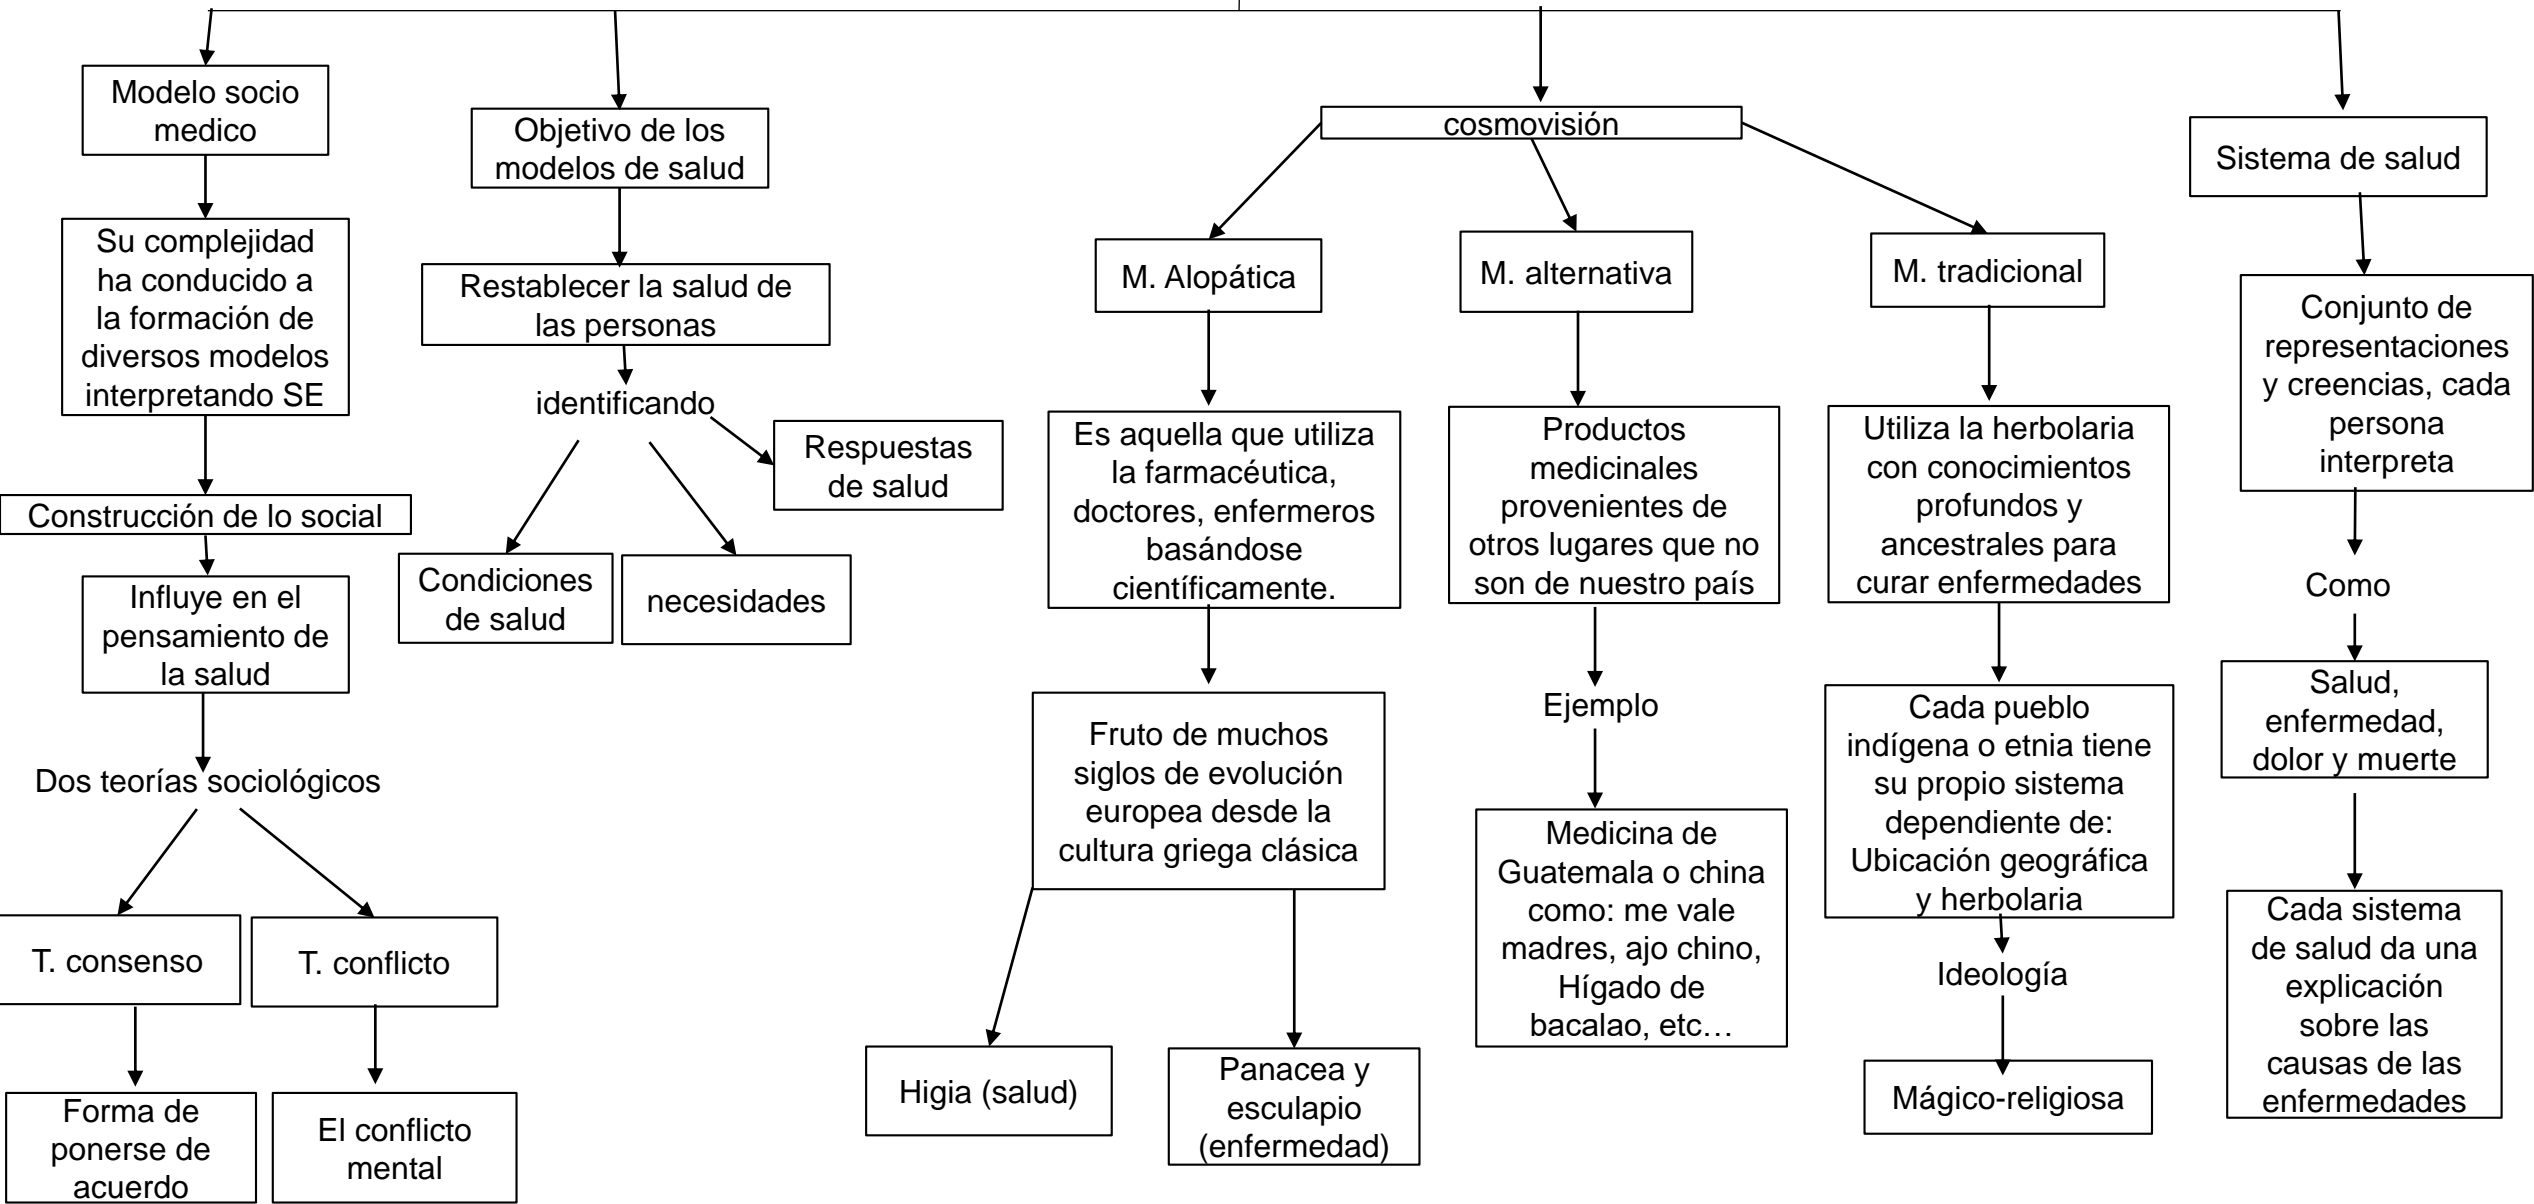 Modelo socio
medico
Su complejidad
ha conducido a
la formación de
diversos modelos
interpretando SE
Construcción de lo social
Influye en el
pensamiento de
la salud
Dos teorías sociológicos
T. consenso
Forma de
ponerse de
acuerdo
T. conflicto
El conflicto
mental
Objetivo de los
modelos de salud
Restablecer la salud de
las personas
identificando
Condiciones
de salud
necesidades
Respuestas
de salud
cosmovisión
M. Alopática
Es aquella que utiliza
la farmacéutica,
doctores, enfermeros
basándose
científicamente.
Fruto de muchos
siglos de evolución
europea desde la
cultura griega clásica
Higia (salud)
Panacea y
esculapio
(enfermedad)
M. alternativa
Productos
medicinales
provenientes de
otros lugares que no
son de nuestro país
Ejemplo
Medicina de
Guatemala o china
como: me vale
madres, ajo chino,
Hígado de
bacalao, etc…
M. tradicional
Utiliza la herbolaria
con conocimientos
profundos y
ancestrales para
curar enfermedades
Cada pueblo
indígena o etnia tiene
su propio sistema
dependiente de:
Ubicación geográfica
y herbolaria
Ideología
Mágico-religiosa
Sistema de salud
Conjunto de
representaciones
y creencias, cada
persona
interpreta
Como
Salud,
enfermedad,
dolor y muerte
Cada sistema
de salud da una
explicación
sobre las
causas de las
enfermedades